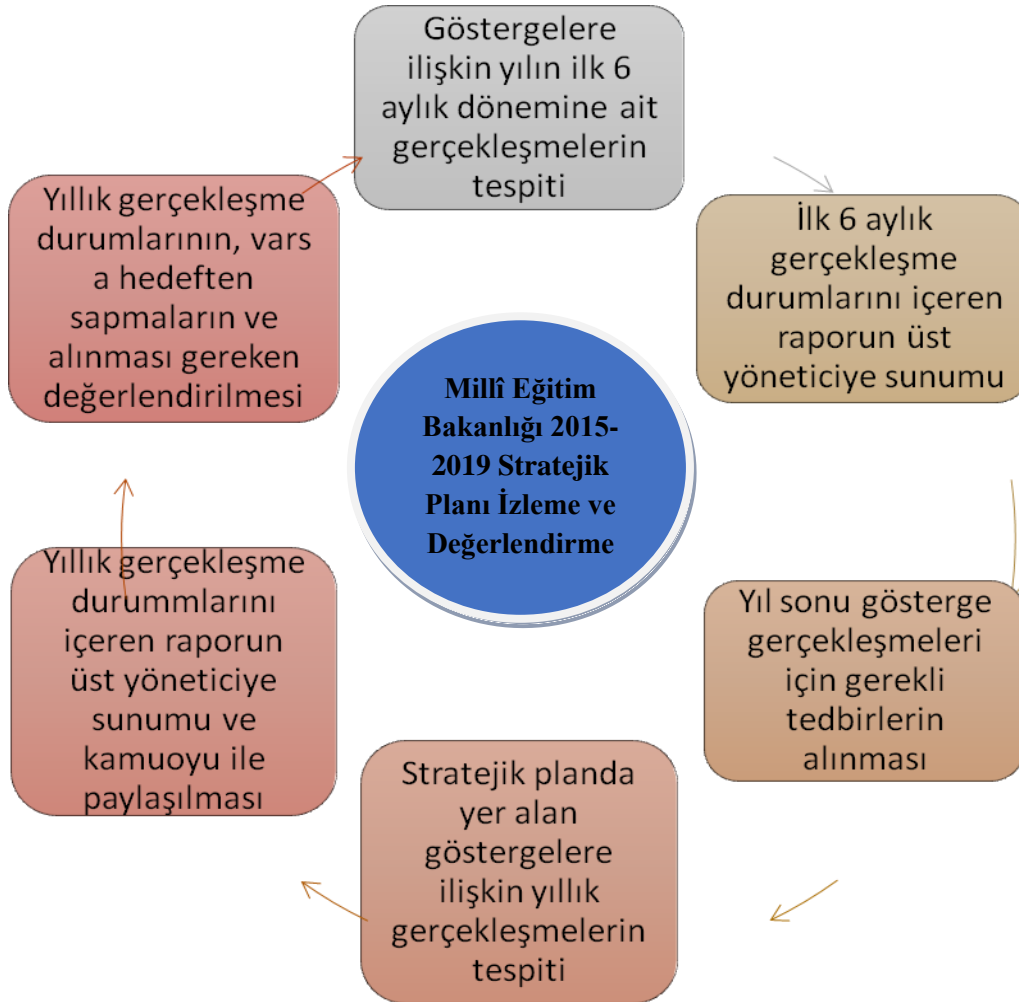 Göstergelere
ilişkin yılın ilk 6
aylık dönemine ait
gerçekleşmelerin
tespiti
İlk 6 aylık
gerçekleşme
durumlarını içeren
raporun üst
yöneticiye sunumu
Yıl sonu gösterge
gerçekleşmeleri
için gerekli
tedbirlerin
alınması
Stratejik planda
yer alan
göstergelere
ilişkin yıllık
gerçekleşmelerin
tespiti
Yıllık gerçekleşme
durummlarını
içeren raporun
üst yöneticiye
sunumu ve
kamuoyu ile
paylaşılması
Yıllık gerçekleşme
durumlarının, vars
a hedeften
sapmaların ve
alınması gereken
değerlendirilmesi
Millî Eğitim
Bakanlığı 2015-
2019 Stratejik
Planı İzleme ve
Değerlendirme